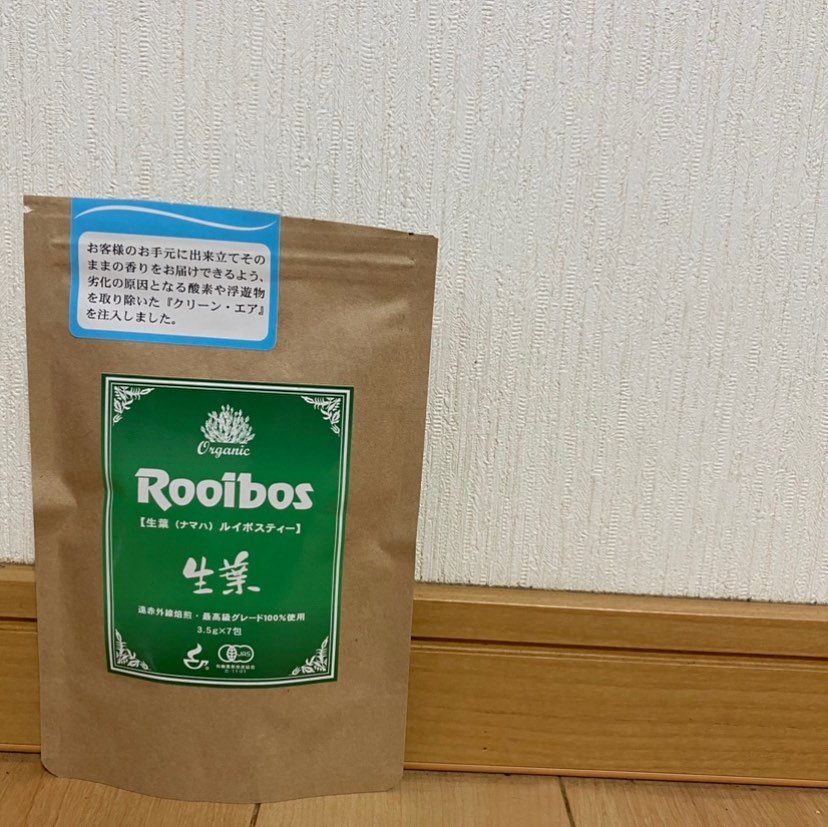 お客様のお手元に出来立てその
ままの香りをお届けできるよう、
劣化の原因となる酸素や浮遊物
を取り除いた『クリーン・エア』
を注入しました。
Organic
Rooibos
【生葉（ナマハ）ルイボスティー】
生葉
遠赤外線焙煎・最高級グレード100%使用
3.5g×7包
JAS